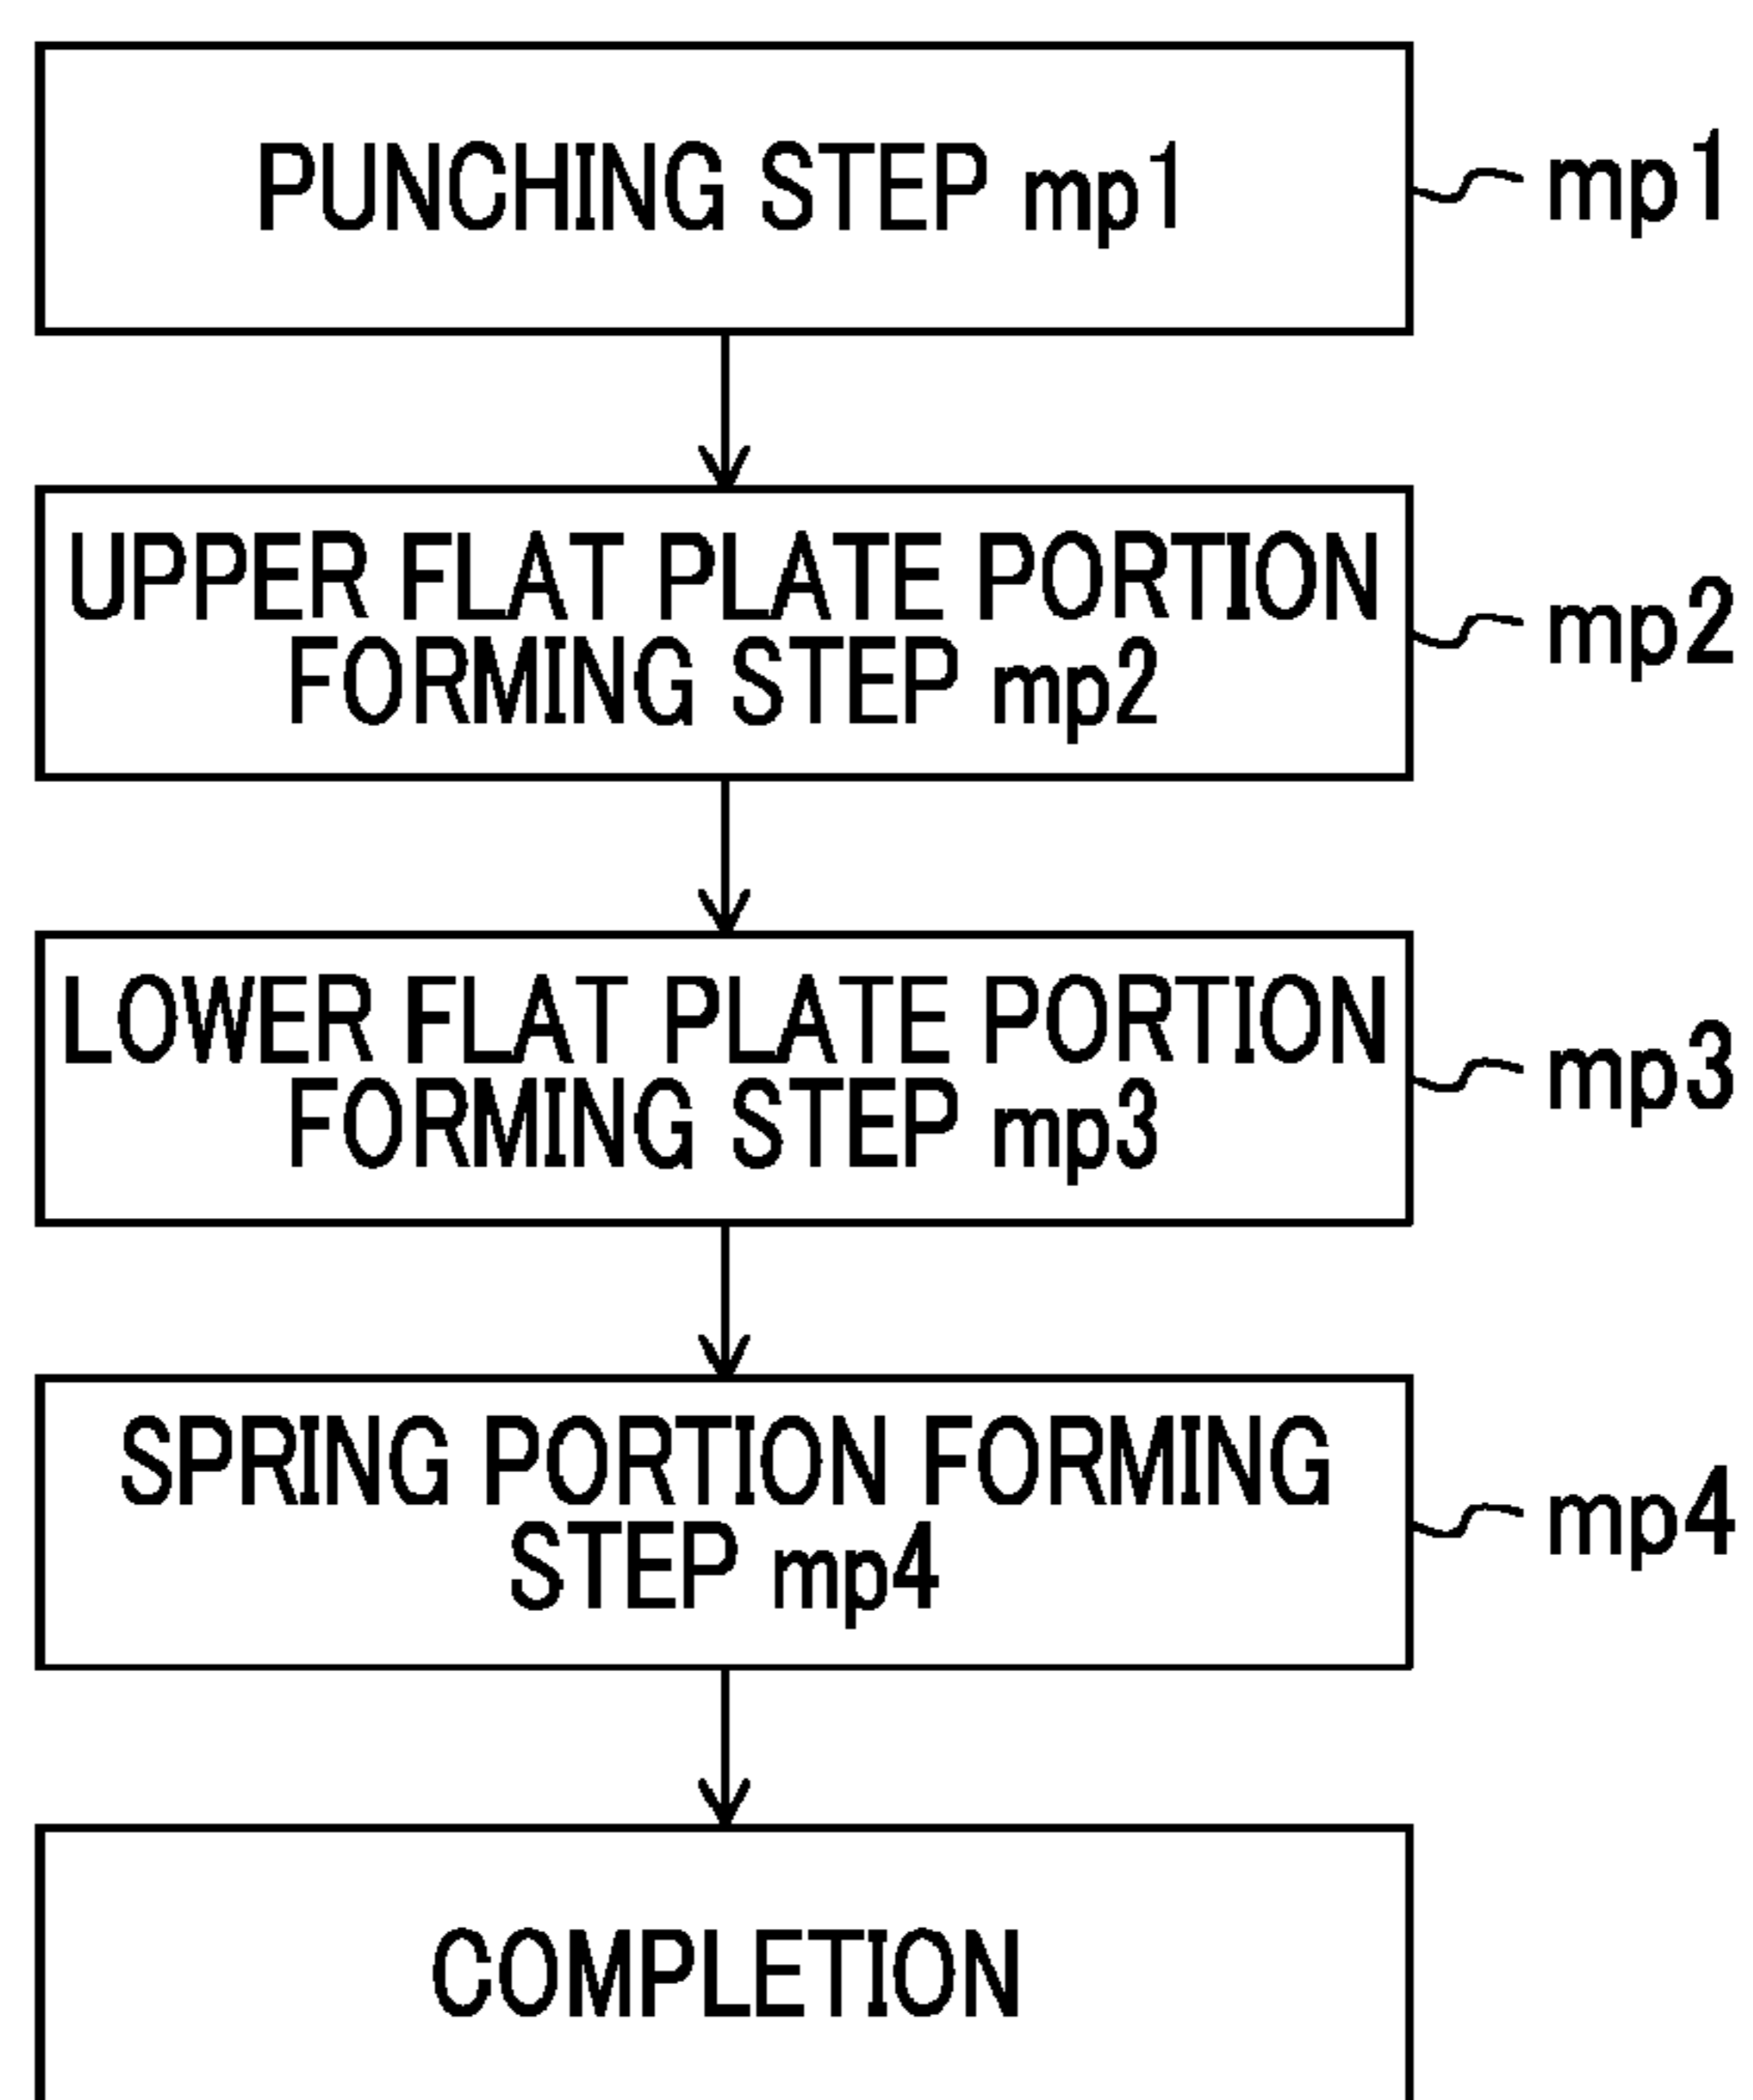 PUNCHING STEP mp1
mp1
UPPER FLAT PLATE PORTION
FORMING STEP mp2
mp2
LOWER FLAT PLATE PORTION
FORMING STEP mp3
mp3
SPRING PORTION FORMING
STEP mp4
mp4
COMPLETION